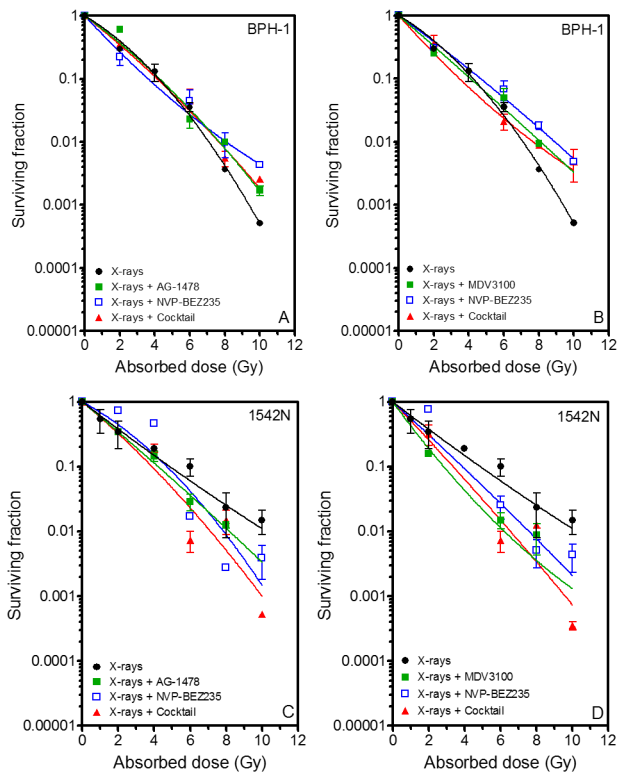 BPH-1
Surviving fraction
1
0.1
0.01
0.001
0.0001
0.00001
X-rays
X-rays + AG-1478
X-rays + NVP-BEZ235
X-rays + Cocktail
A
0 2 4 6 8 10 12
Absorbed dose (Gy)
BPH-1
Surviving fraction
1
0.1
0.01
0.001
0.0001
0.00001
X-rays
X-rays + MDV3100
X-rays + NVP-BEZ235
X-rays + Cocktail
B
0 2 4 6 8 10 12
Absorbed dose (Gy)
1542N
Surviving fraction
1
0.1
0.01
0.001
0.0001
0.00001
X-rays
X-rays + AG-1478
X-rays + NVP-BEZ235
X-rays + Cocktail
C
0 2 4 6 8 10 12
Absorbed dose (Gy)
1542N
Surviving fraction
1
0.1
0.01
0.001
0.0001
0.00001
X-rays
X-rays + MDV3100
X-rays + NVP-BEZ235
X-rays + Cocktail
D
0 2 4 6 8 10 12
Absorbed dose (Gy)